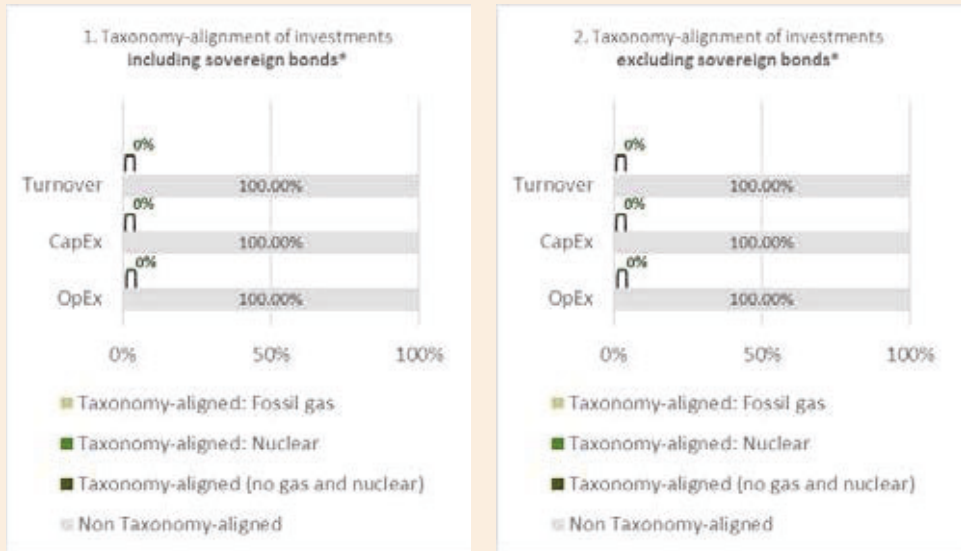 1. Taxonomy-alignment of investments
including sovereign bonds*
0%
Turnover
100.00%
0%
CapEx
100.00%
0%
OpEx
100.00%
0% 50% 100%
Taxonomy-aligned: Fossil gas
Taxonomy-aligned: Nuclear
Taxonomy-aligned (no gas and nuclear)
Non Taxonomy-aligned
2. Taxonomy-alignment of investments
excluding sovereign bonds*
0%
Turnover
100.00%
0%
CapEx
100.00%
0%
OpEx
100.00%
0% 50% 100%
Taxonomy-aligned: Fossil gas
Taxonomy-aligned: Nuclear
Taxonomy-aligned (no gas and nuclear)
Non Taxonomy-aligned